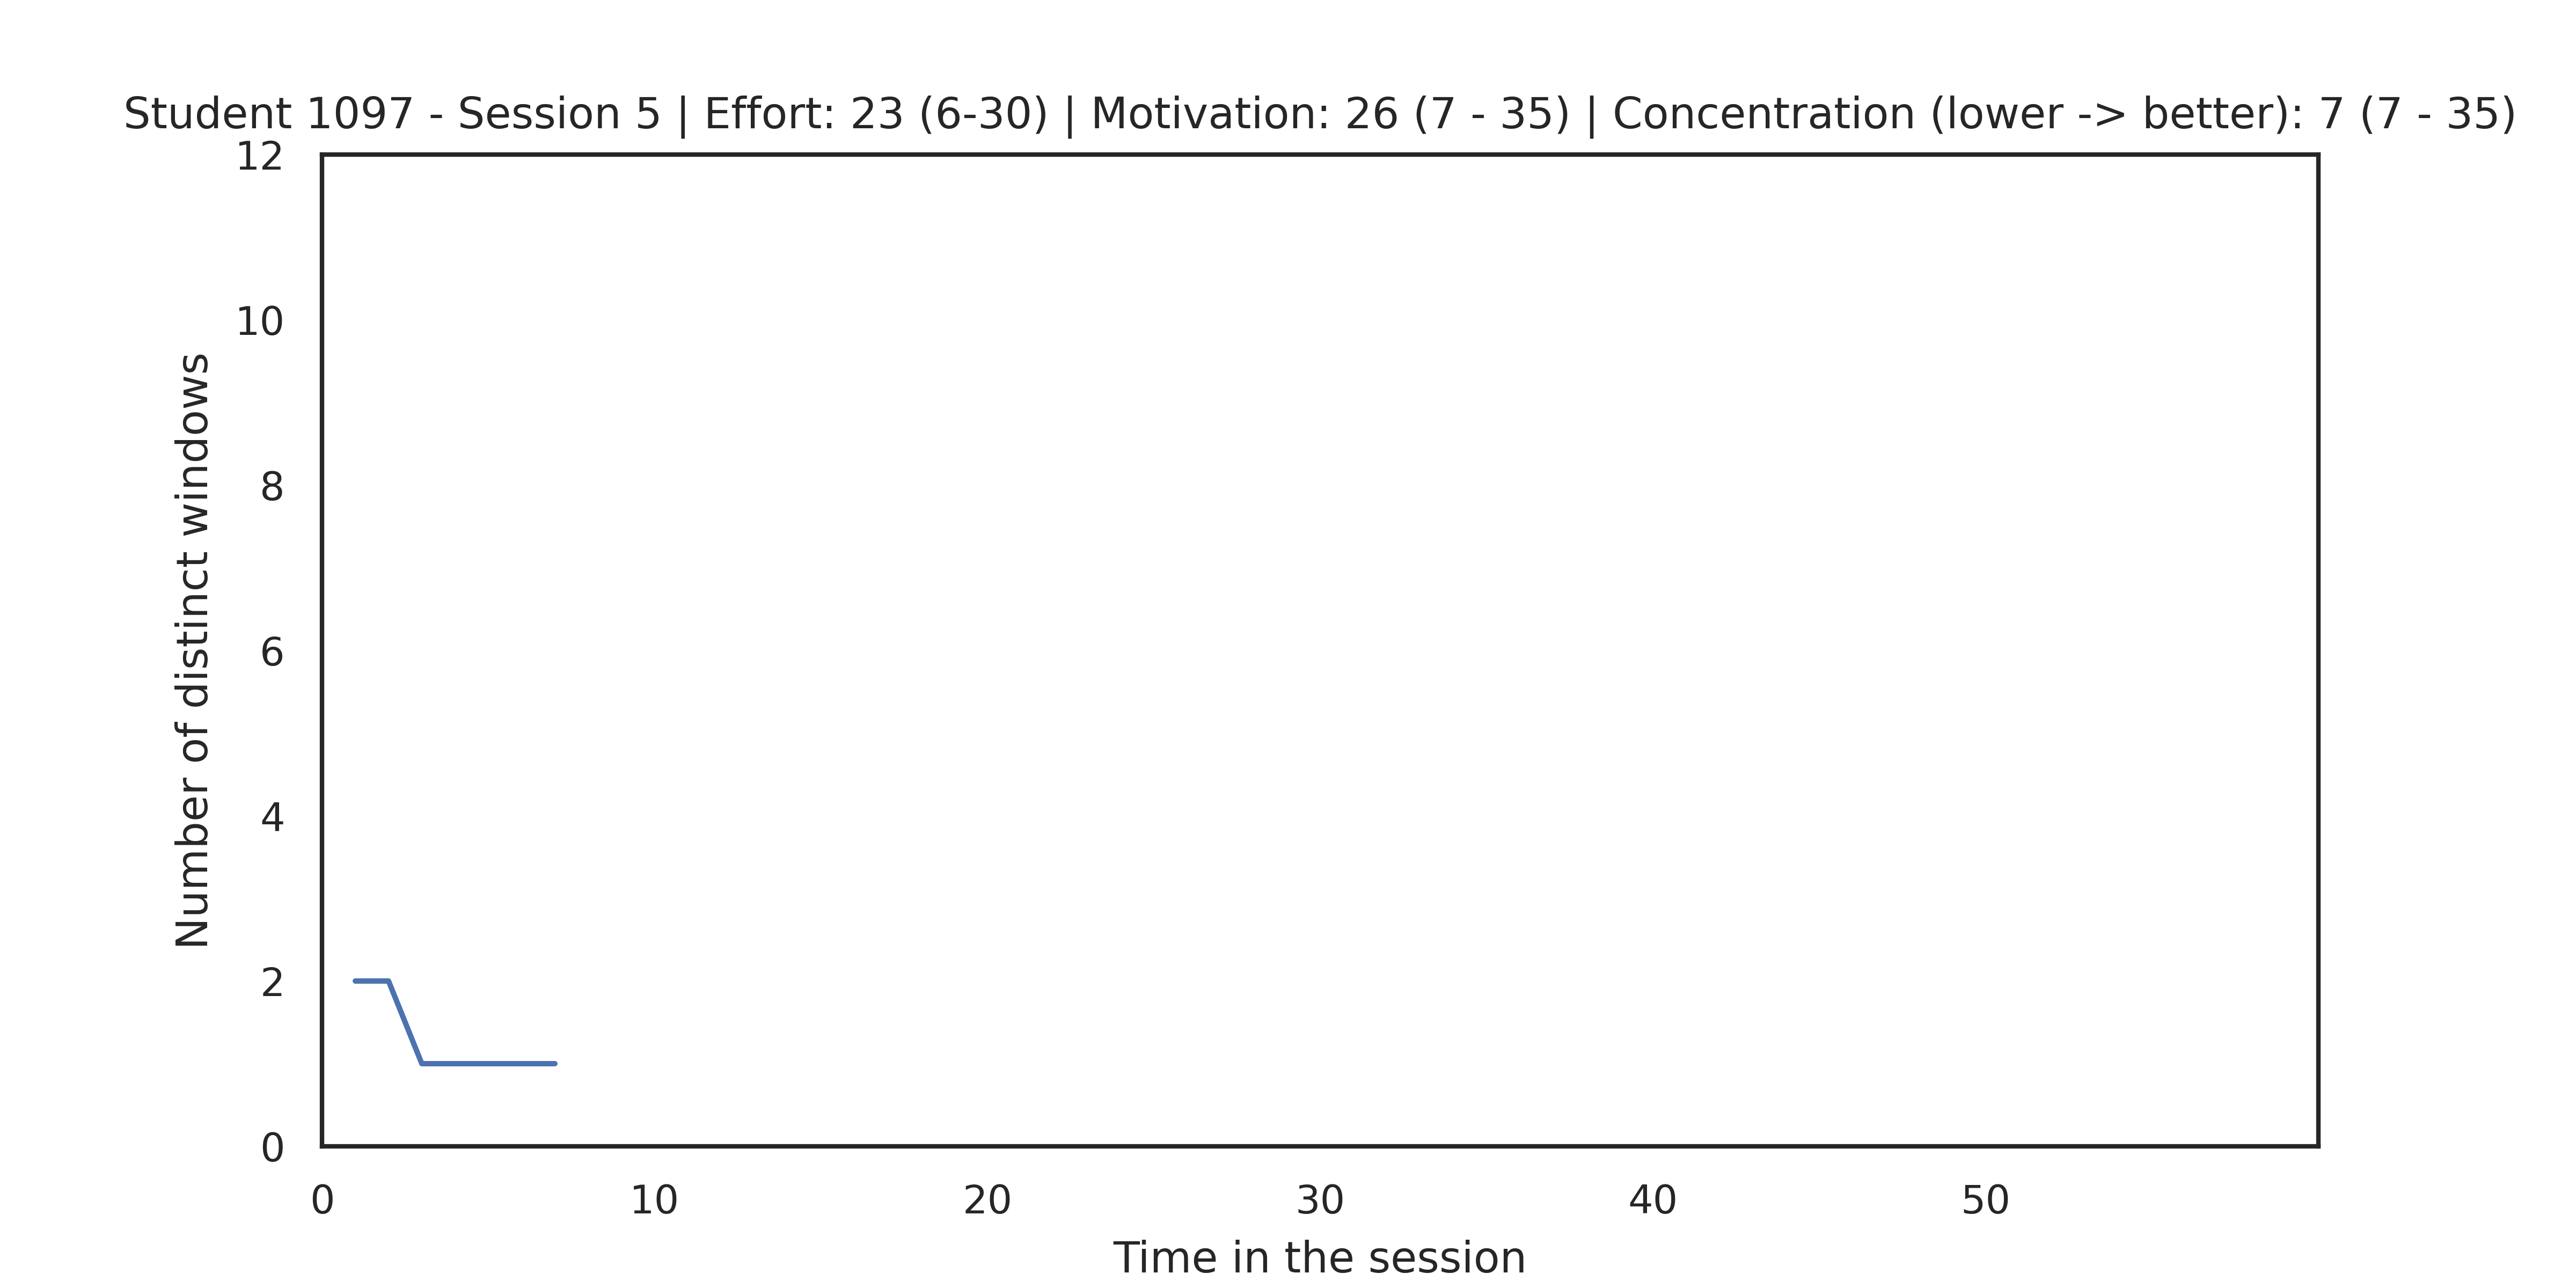 Student 1097 - Session 5 | Effort: 23 (6-30) | Motivation: 26 (7 - 35) | Concentration (lower -> better): 7 (7 - 35)
12
10
8
6
4
2
0
Number of distinct windows
0 10 20 30 40 50
Time in the session